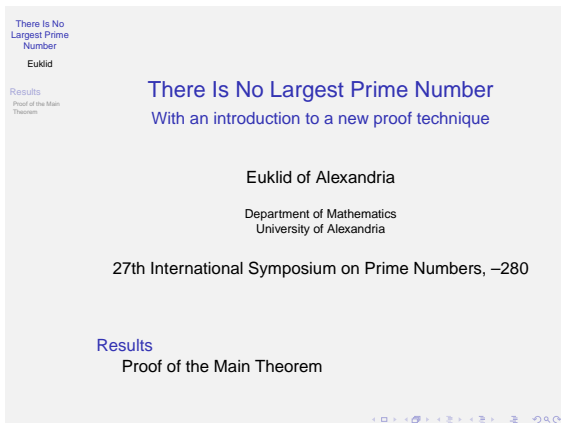 There Is No
Largest Prime
Number
Euklid
Results
Proof of the Main
Theorem
There Is No Largest Prime Number
With an introduction to a new proof technique
Euklid of Alexandria
Department of Mathematics
University of Alexandria
27th International Symposium on Prime Numbers, –280
Results
Proof of the Main Theorem